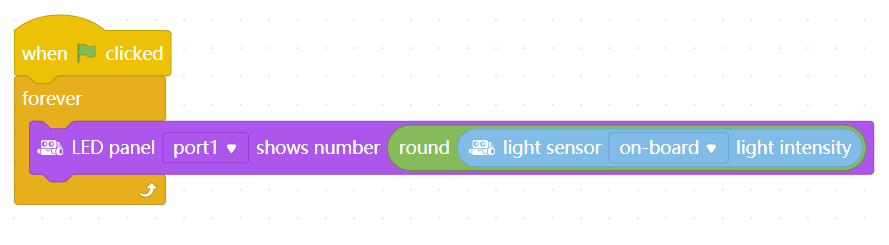 when clicked
forever
LED panel port1 shows number round light sensor on-board light intensity